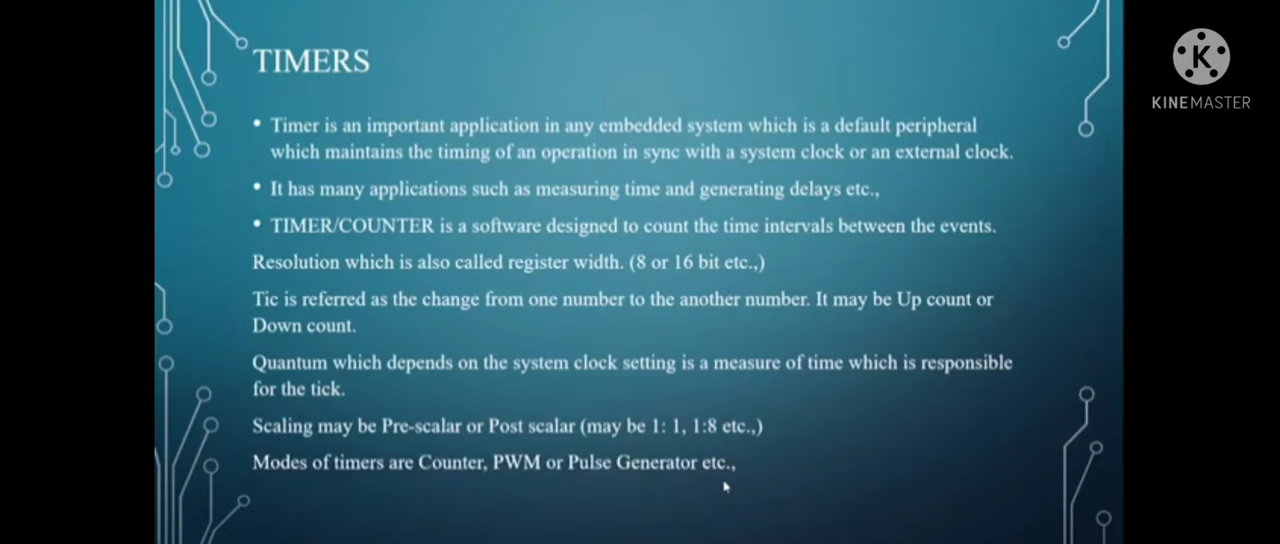 TIMERS
• Timer is an important application in any embedded system which is a default peripheral
which maintains the timing of an operation in sync with a system clock or an external clock.
• It has many applications such as measuring time and generating delays etc.,
• TIMER/COUNTER is a software designed to count the time intervals between the events.
Resolution which is also called register width. (8 or 16 bit etc.,)
Tic is referred as the change from one number to the another number. It may be Up count or
Down count.
Quantum which depends on the system clock setting is a measure of time which is responsible
for the tick.
Scaling may be Pre-scalar or Post scalar (may be 1: 1, 1:8 etc.,)
Modes of timers are Counter, PWM or Pulse Generator etc.,
K
KINEMASTER